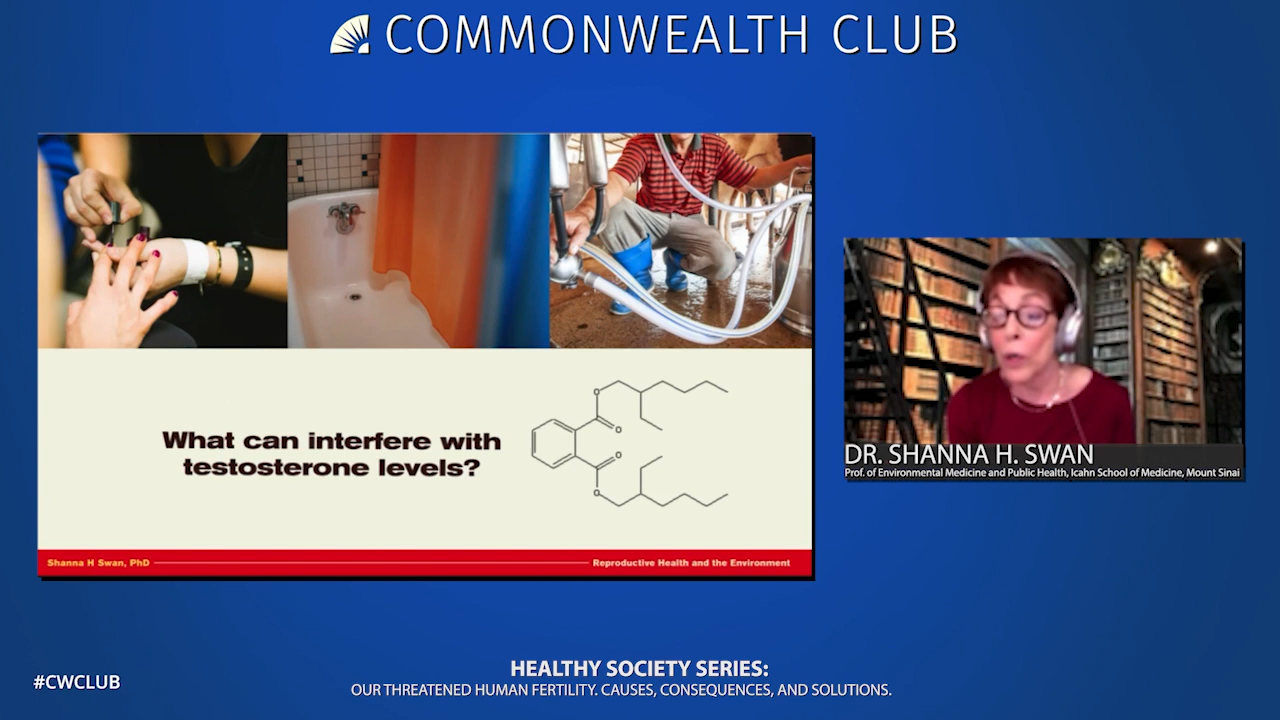 COMMONWEALTH CLUB
What can interfere with
testosterone levels?
O
O
O
O
Shanna H Swan, PhD
Reproductive Health and the Environment
DR. SHANNA H. SWAN
Prof. of Environmental Medicine and Public Health, Icahn School of Medicine, Mount Sinai
#CWCLUB
HEALTHY SOCIETY SERIES:
OUR THREATENED HUMAN FERTILITY. CAUSES, CONSEQUENCES, AND SOLUTIONS.